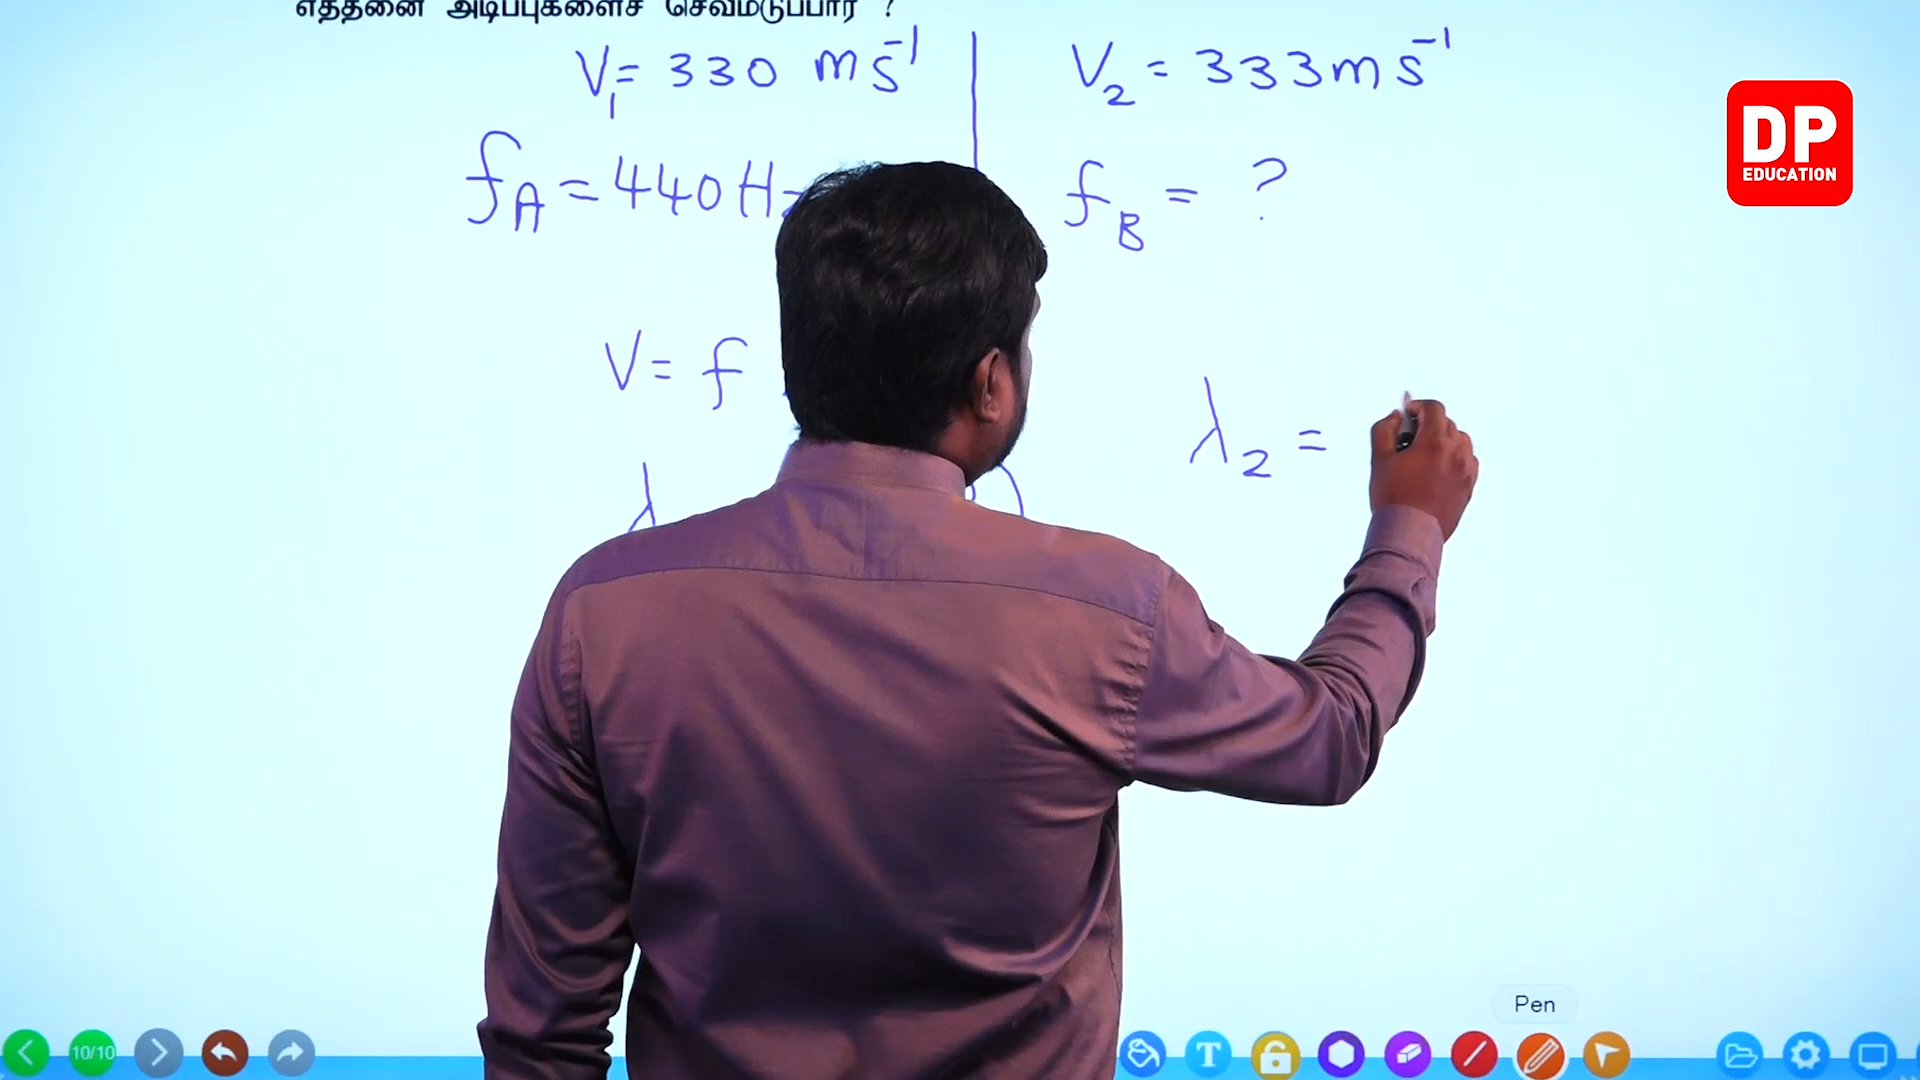 எத்தனை அடிப்புகளைச் செவிமடுப்பார் ?
V₁ = 330 ms⁻¹
V₂ = 333 ms⁻¹
f_A = 440 Hz
f_B = ?
V = f
λ₂ =
λ
DP
EDUCATION
Pen
10/10
T